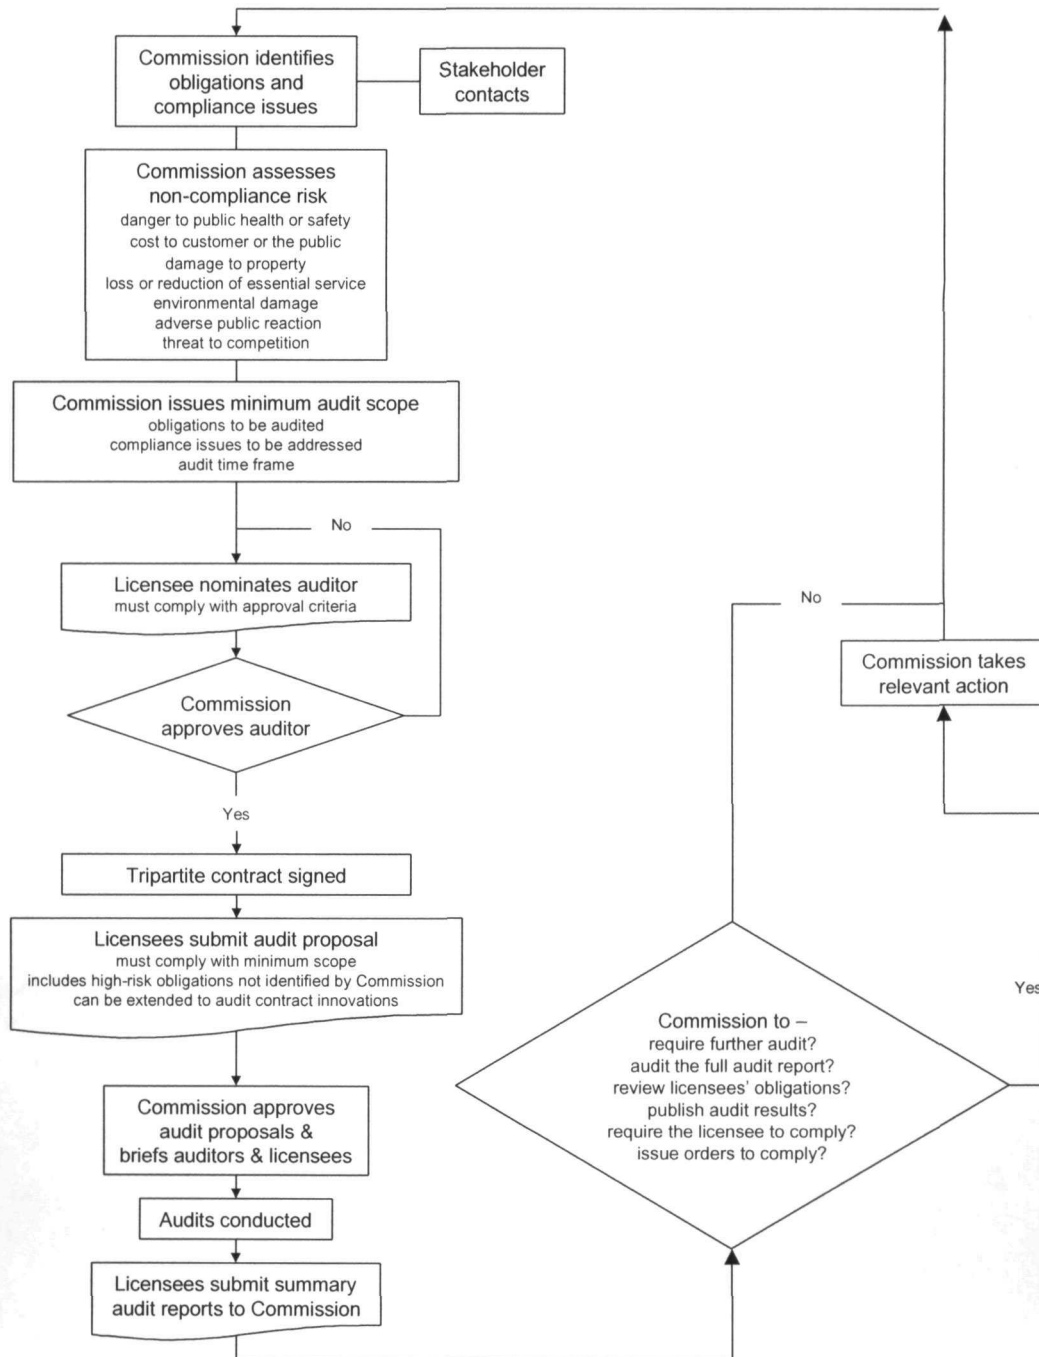 Commission identifies
obligations and
compliance issues
Stakeholder
contacts
Commission assesses
non-compliance risk
danger to public health or safety
cost to customer or the public
damage to property
loss or reduction of essential service
environmental damage
adverse public reaction
threat to competition
Commission issues minimum audit scope
obligations to be audited
compliance issues to be addressed
audit time frame
No
Licensee nominates auditor
must comply with approval criteria
Commission
approves auditor
Yes
Tripartite contract signed
Licensees submit audit proposal
must comply with minimum scope
includes high-risk obligations not identified by Commission
can be extended to audit contract innovations
Commission approves
audit proposals &
briefs auditors & licensees
Audits conducted
Licensees submit summary
audit reports to Commission
No
Commission takes
relevant action
Commission to –
require further audit?
audit the full audit report?
review licensees' obligations?
publish audit results?
require the licensee to comply?
issue orders to comply?
Yes